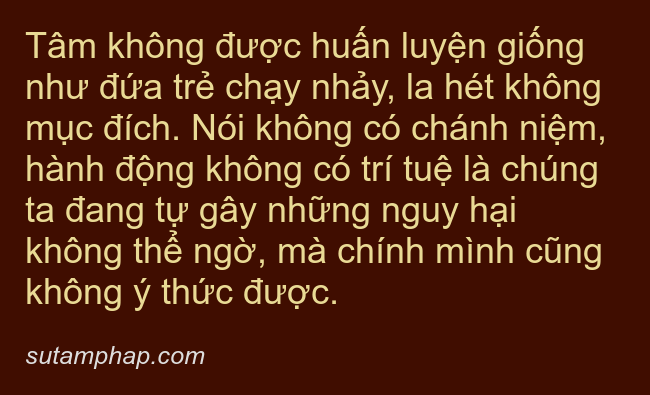 Tâm không được huấn luyện giống
như đứa trẻ chạy nhảy, la hét không
mục đích. Nói không có chánh niệm,
hành động không có trí tuệ là chúng
ta đang tự gây những nguy hại
không thể ngờ, mà chính mình cũng
không ý thức được.
sutamphap.com